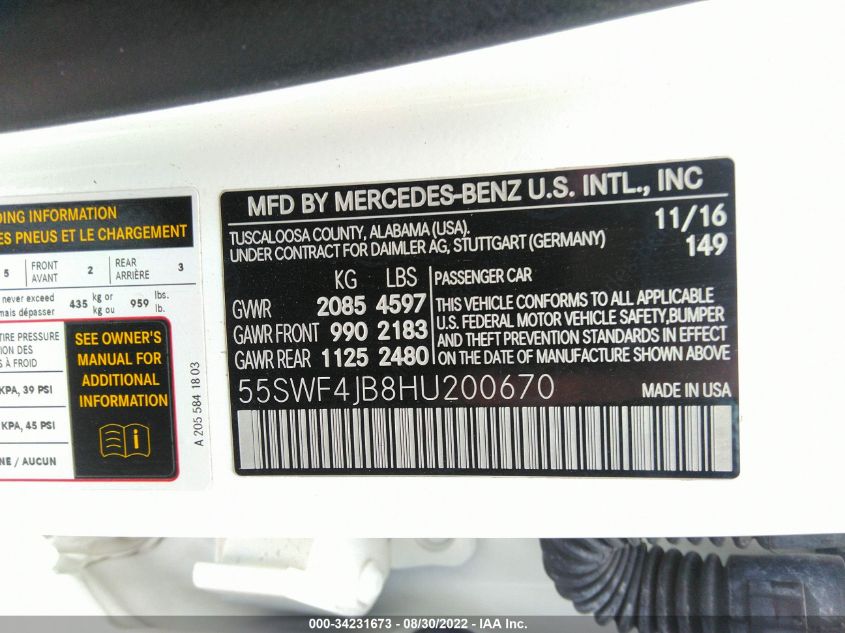 DING INFORMATION
ES PNEUS ET LE CHARGEMENT
5 FRONT AVANT 2 REAR ARRIÈRE 3
never exceed
mais dépasser 435 kg or kg ou 959 lbs. lb.
TIRE PRESSURE
ION DES
S À FROID
KPA, 39 PSI
KPA, 45 PSI
NE / AUCUN
SEE OWNER'S
MANUAL FOR
ADDITIONAL
INFORMATION
A 205 584 18 03
MFD BY MERCEDES-BENZ U.S. INTL., INC
TUSCALOOSA COUNTY, ALABAMA (USA). 11/16
UNDER CONTRACT FOR DAIMLER AG, STUTTGART (GERMANY) 149
KG LBS
GVWR 2085 4597
GAWR FRONT 990 2183
GAWR REAR 1125 2480
PASSENGER CAR
THIS VEHICLE CONFORMS TO ALL APPLICABLE
U.S. FEDERAL MOTOR VEHICLE SAFETY,BUMPER
AND THEFT PREVENTION STANDARDS IN EFFECT
ON THE DATE OF MANUFACTURE SHOWN ABOVE
55SWF4JB8HU200670 MADE IN USA
000-34231673 - 08/30/2022 - IAA Inc.